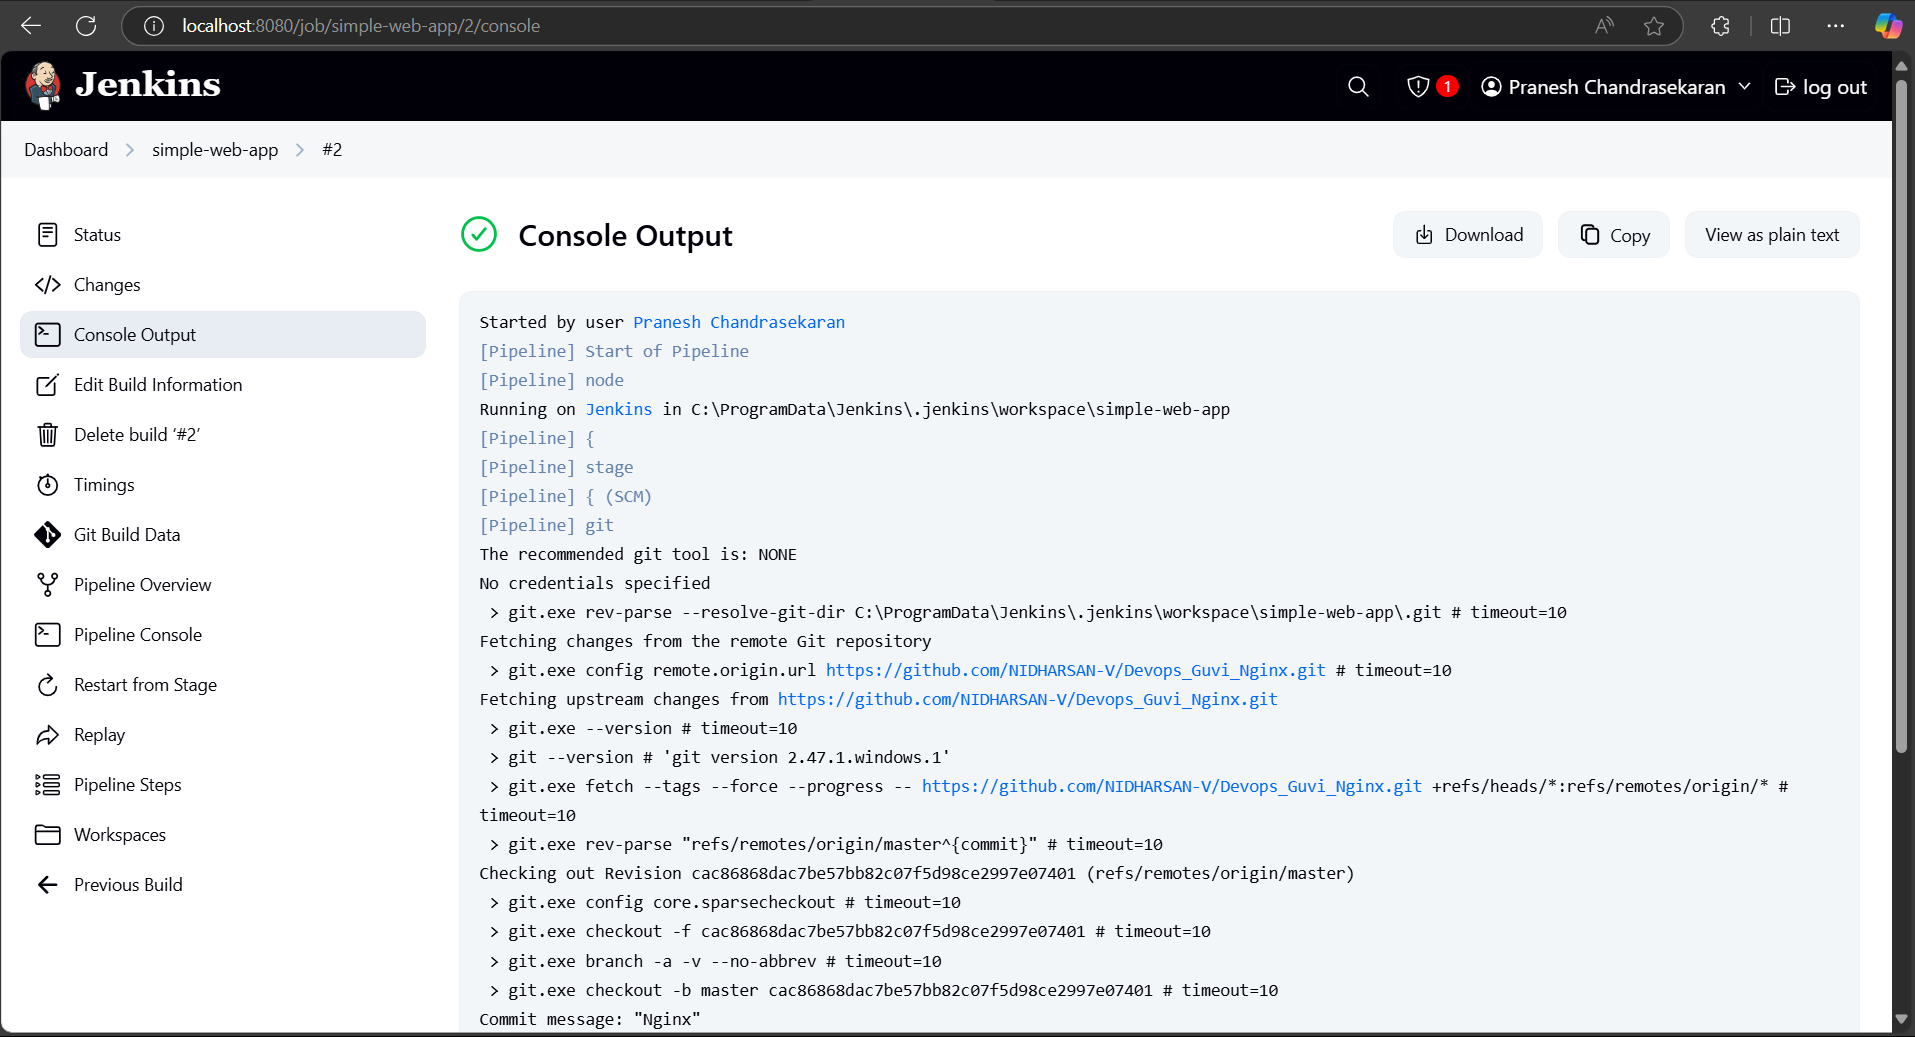 localhost:8080/job/simple-web-app/2/console
Jenkins
1
Pranesh Chandrasekaran
log out
Dashboard
simple-web-app
#2
Status
Changes
Console Output
Edit Build Information
Delete build ‘#2’
Timings
Git Build Data
Pipeline Overview
Pipeline Console
Restart from Stage
Replay
Pipeline Steps
Workspaces
Previous Build
Console Output
Download
Copy
View as plain text
Started by user Pranesh Chandrasekaran
[Pipeline] Start of Pipeline
[Pipeline] node
Running on Jenkins in C:\ProgramData\Jenkins\.jenkins\workspace\simple-web-app
[Pipeline] {
[Pipeline] stage
[Pipeline] { (SCM)
[Pipeline] git
The recommended git tool is: NONE
No credentials specified
> git.exe rev-parse --resolve-git-dir C:\ProgramData\Jenkins\.jenkins\workspace\simple-web-app\.git # timeout=10
Fetching changes from the remote Git repository
> git.exe config remote.origin.url https://github.com/NIDHARSAN-V/Devops_Guvi_Nginx.git # timeout=10
Fetching upstream changes from https://github.com/NIDHARSAN-V/Devops_Guvi_Nginx.git
> git.exe --version # timeout=10
> git --version # 'git version 2.47.1.windows.1'
> git.exe fetch --tags --force --progress -- https://github.com/NIDHARSAN-V/Devops_Guvi_Nginx.git +refs/heads/*:refs/remotes/origin/* #
timeout=10
> git.exe rev-parse "refs/remotes/origin/master^{commit}" # timeout=10
Checking out Revision cac86868dac7be57bb82c07f5d98ce2997e07401 (refs/remotes/origin/master)
> git.exe config core.sparsecheckout # timeout=10
> git.exe checkout -f cac86868dac7be57bb82c07f5d98ce2997e07401 # timeout=10
> git.exe branch -a -v --no-abbrev # timeout=10
> git.exe checkout -b master cac86868dac7be57bb82c07f5d98ce2997e07401 # timeout=10
Commit message: "Nginx"